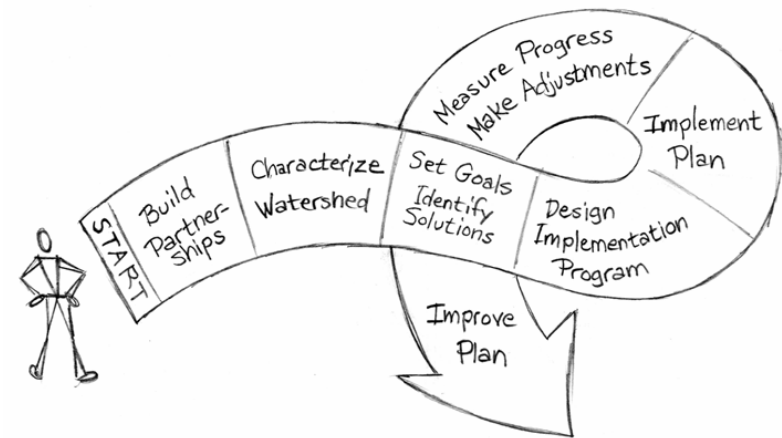 START
Build
Partner-
ships
Characterize
Watershed
Set Goals
Identify
Solutions
Design
Implementation
Program
Implement
Plan
Measure Progress
Make Adjustments
Improve
Plan